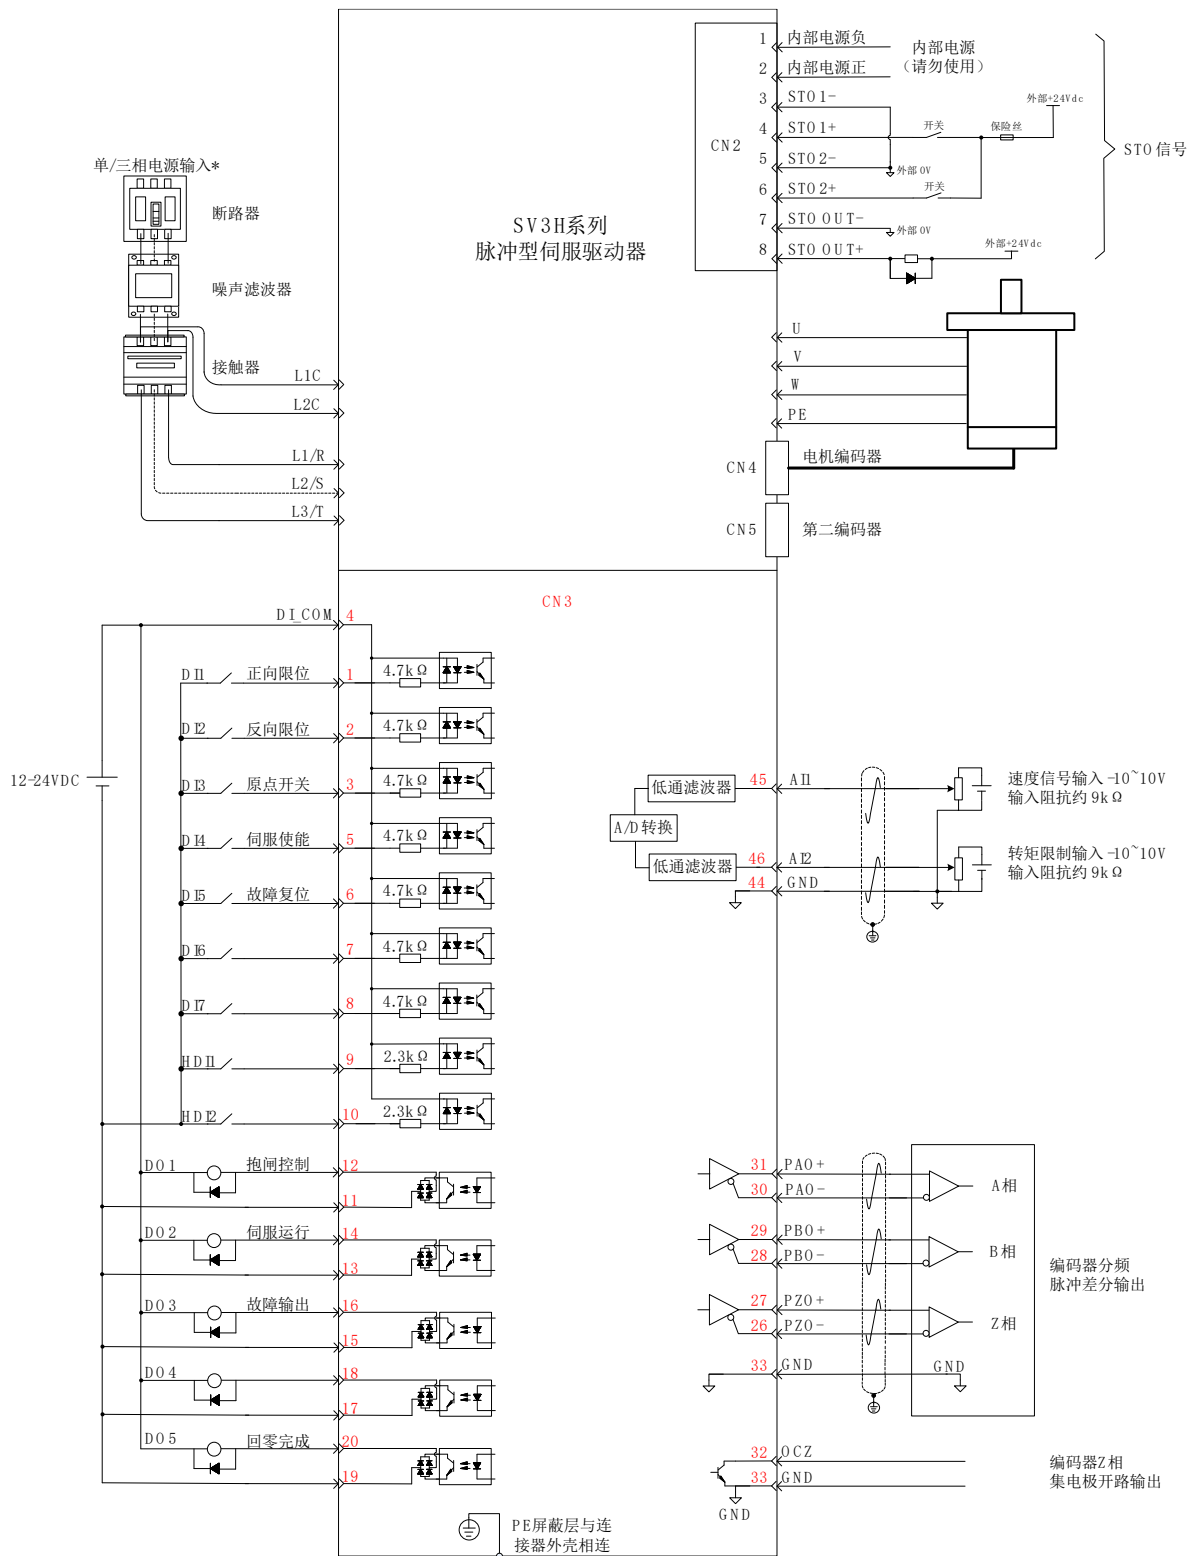 1 内部电源负
2 内部电源正
内部电源
（请勿使用）
3 STO1-
4 STO1+
5 STO2-
6 STO2+
7 STO OUT-
8 STO OUT+
CN2
开关
保险丝
外部+24Vdc
外部 0V
开关
外部 0V
外部+24Vdc
STO 信号
单/三相电源输入*
断路器
噪声滤波器
接触器
SV3H系列
脉冲型伺服驱动器
L1C
L2C
L1/R
L2/S
L3/T
U
V
W
PE
CN4
电机编码器
CN5
第二编码器
CN3
DI_COM 4
12-24VDC
DI1 正向限位 1 4.7kΩ
DI2 反向限位 2 4.7kΩ
DI3 原点开关 3 4.7kΩ
DI4 伺服使能 5 4.7kΩ
DI5 故障复位 6 4.7kΩ
DI6 7 4.7kΩ
DI7 8 4.7kΩ
HDI1 9 2.3kΩ
HDI2 10 2.3kΩ
DO1 抱闸控制 12
11
DO2 伺服运行 14
13
DO3 故障输出 16
15
DO4 18
17
DO5 回零完成 20
19
PE屏蔽层与连
接器外壳相连
低通滤波器 45 AI1
A/D 转换
低通滤波器 46 AI2
44 GND
速度信号输入 -10~10V
输入阻抗约 9kΩ
转矩限制输入 -10~10V
输入阻抗约 9kΩ
31 PAO+
30 PAO-
A相
29 PBO+
28 PBO-
B相
27 PZO+
26 PZO-
Z相
33 GND
GND
编码器分频
脉冲差分输出
32 OCZ
33 GND
GND
编码器Z相
集电极开路输出